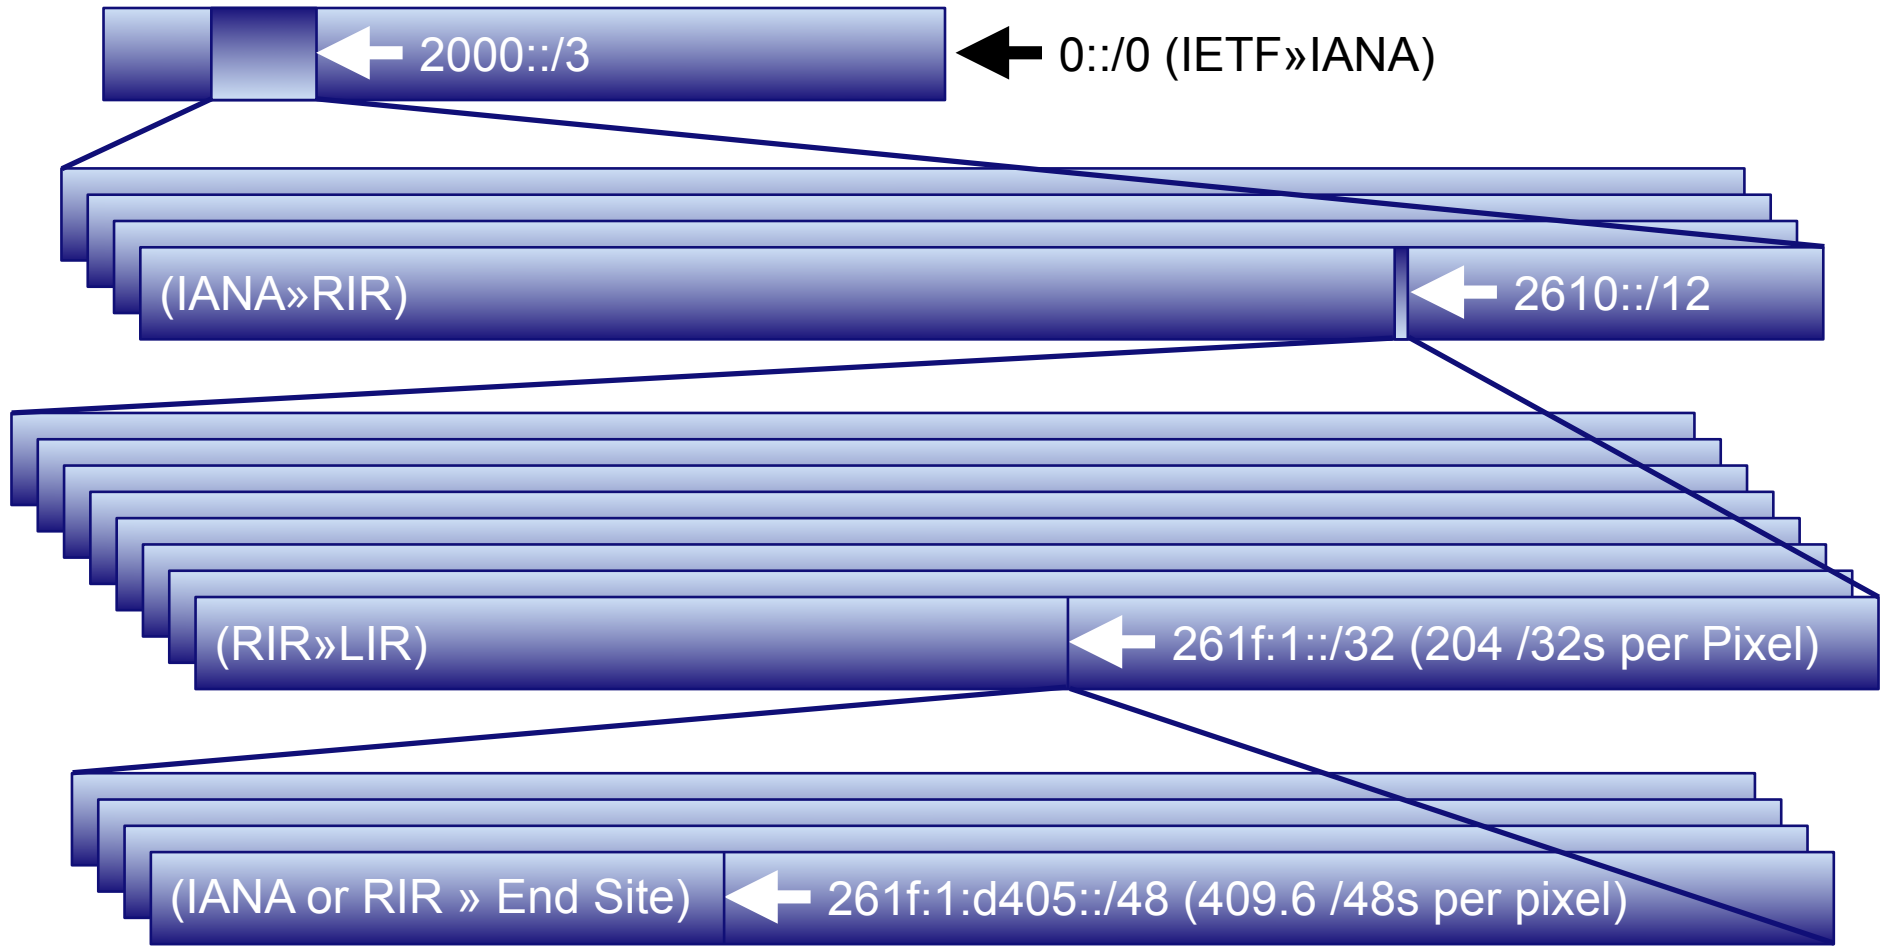 2000::/3
0::/0 (IETF»IANA)
(IANA»RIR)
2610::/12
(RIR»LIR)
261f:1::/32 (204 /32s per Pixel)
(IANA or RIR » End Site)
261f:1:d405::/48 (409.6 /48s per pixel)